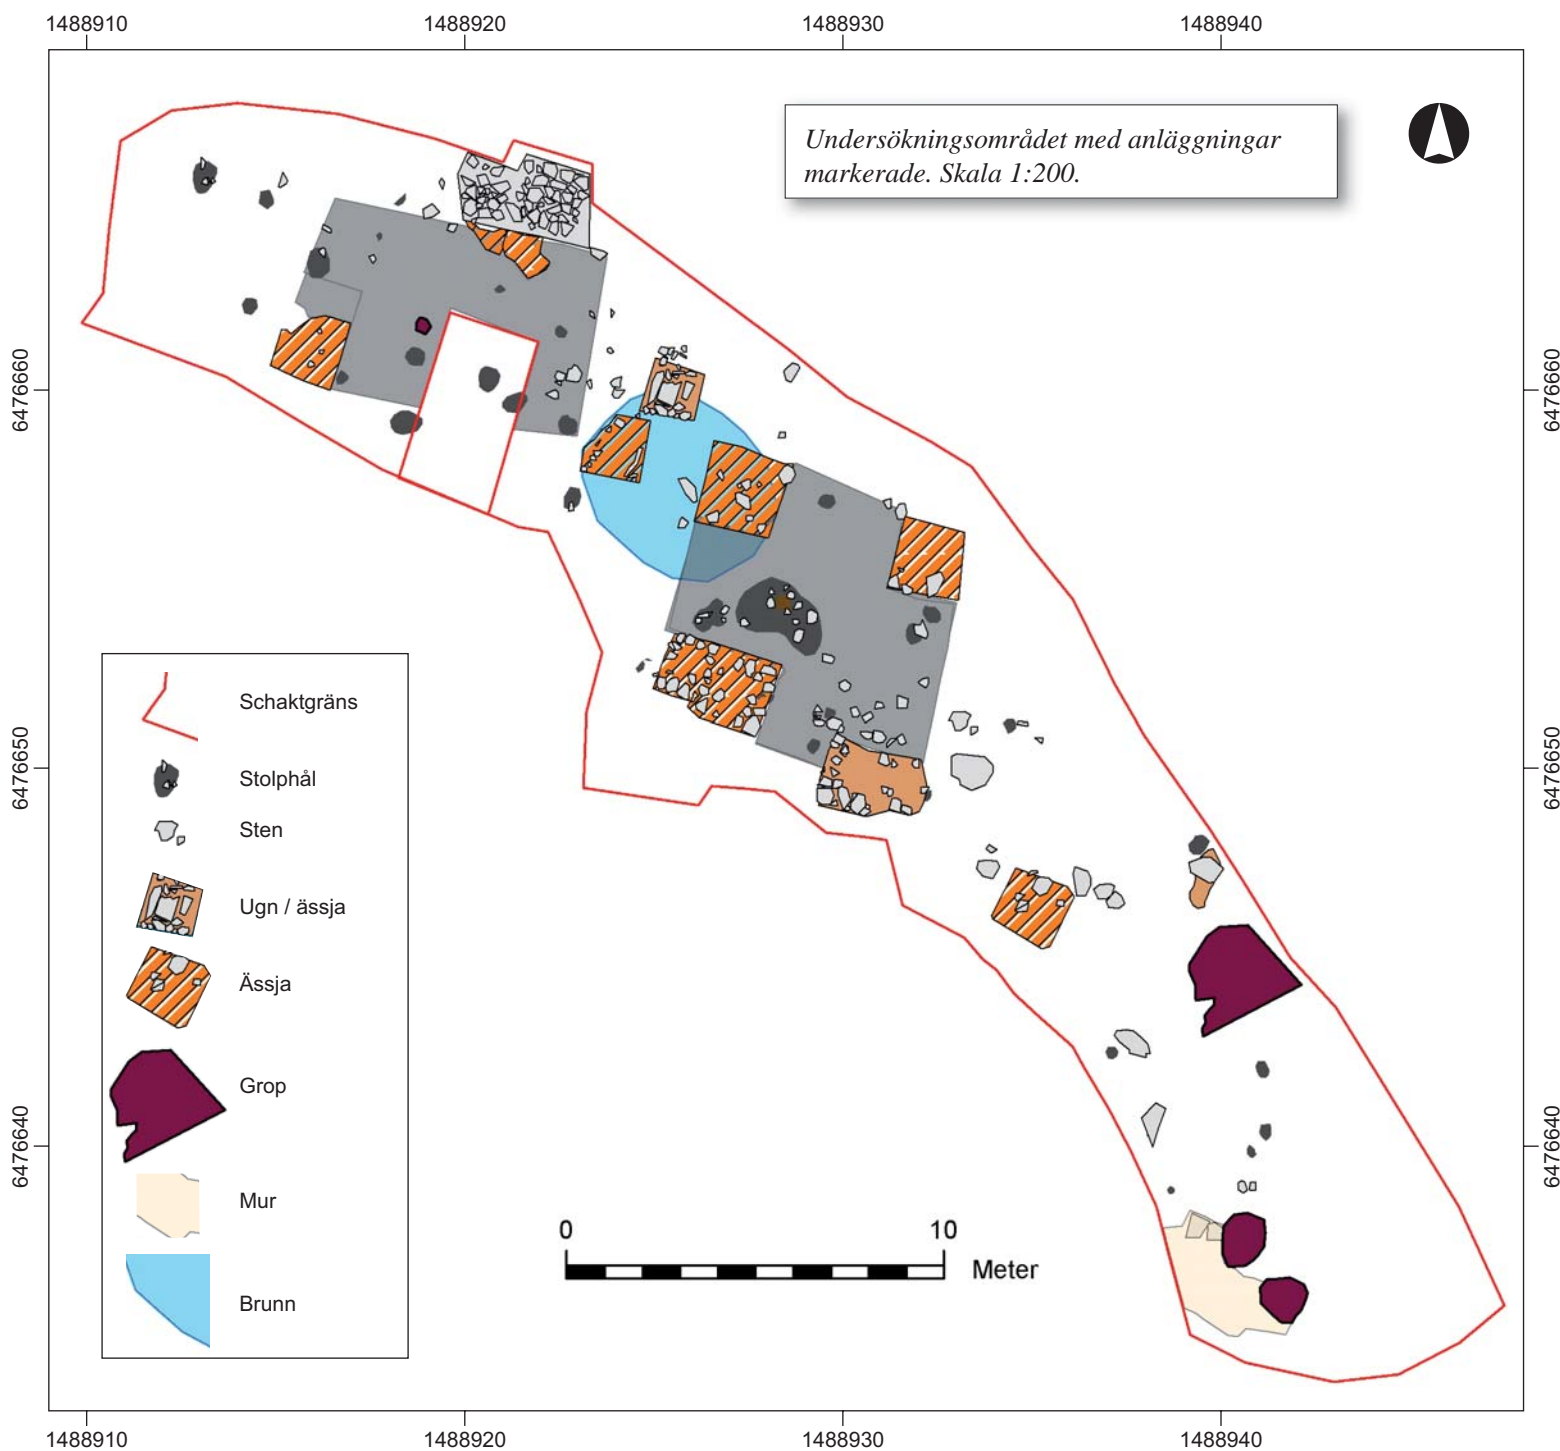 1488910
1488920
1488930
1488940
Undersökningsområdet med anläggningar
markerade. Skala 1:200.
6476660
6476660
6476650
6476650
6476640
6476640
Schaktgräns
Stolphål
Sten
Ugn / ässja
Ässja
Grop
Mur
Brunn
0
10
Meter
1488910
1488920
1488930
1488940